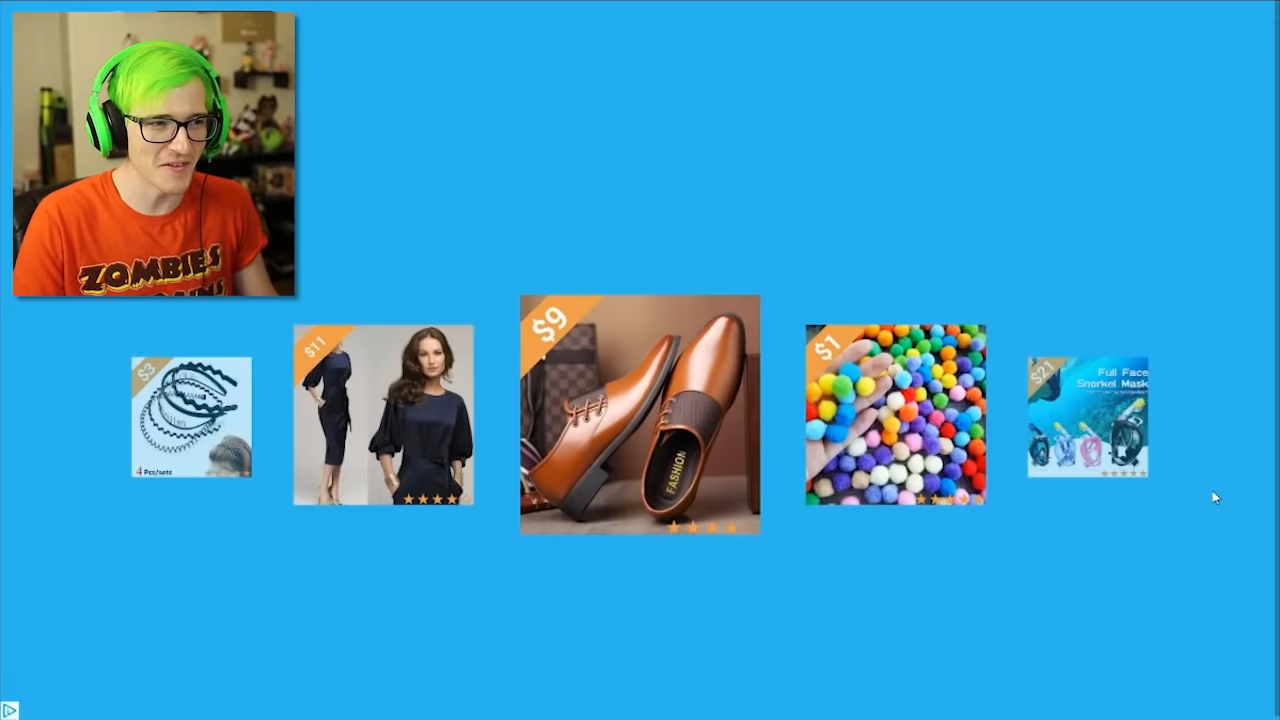 ZOMBIES
$3
4 Pcs/sets
$11
$9
FASHION
$1
$21
Full Face
Snorkel Mask